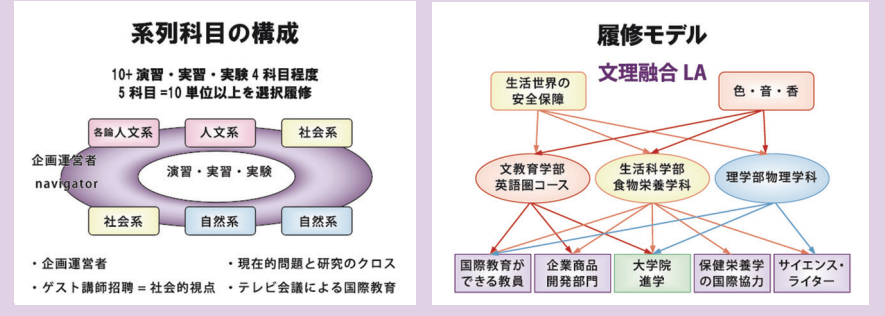 系列科目の構成
10+ 演習・実習・実験 4 科目程度
5 科目 =10 単位以上を選択履修
各論人文系
人文系
社会系
企画運営者
navigator
演習・実習・実験
社会系
自然系
自然系
・企画運営者
・現在的問題と研究のクロス
・ゲスト講師招聘 = 社会的視点
・テレビ会議による国際教育
履修モデル
文理融合 LA
生活世界の
安全保障
色・音・香
文教育学部
英語圏コース
生活科学部
食物栄養学科
理学部物理学科
国際教育が
できる教員
企業商品
開発部門
大学院
進学
保健栄養学
の国際協力
サイエンス・
ライター